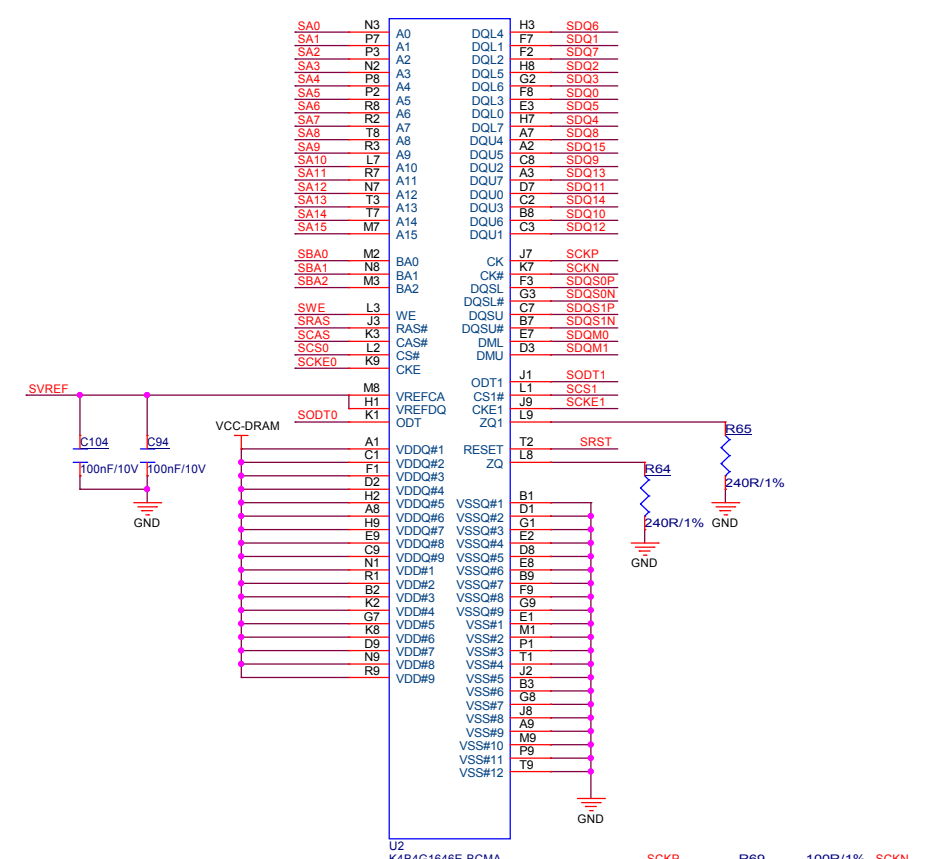 SA0 N3 A0 DQL4 H3 SDQ6
SA1 P7 A1 DQL1 F7 SDQ1
SA2 P3 A2 DQL2 F2 SDQ7
SA3 N2 A3 DQL5 H8 SDQ2
SA4 P8 A4 DQL6 G2 SDQ3
SA5 P2 A5 DQL3 F8 SDQ0
SA6 R8 A6 DQL0 E3 SDQ5
SA7 R2 A7 DQL7 H7 SDQ4
SA8 T8 A8 DQU4 A7 SDQ8
SA9 R3 A9 DQU5 A2 SDQ15
SA10 L7 A10 DQU2 C8 SDQ9
SA11 R7 A11 DQU7 A3 SDQ13
SA12 N7 A12 DQU0 D7 SDQ11
SA13 T3 A13 DQU3 C2 SDQ14
SA14 T7 A14 DQU6 B8 SDQ10
SA15 M7 A15 DQU1 C3 SDQ12
SBA0 M2 BA0 CK J7 SCKP
SBA1 N8 BA1 CK# K7 SCKN
SBA2 M3 BA2 DQSL F3 SDQS0P
DQSL# G3 SDQS0N
SWE L3 WE DQSU C7 SDQS1P
SRAS J3 RAS# DQSU# B7 SDQS1N
SCAS K3 CAS# DML E7 SDQM0
SCS0 L2 CS# DMU D3 SDQM1
SCKE0 K9 CKE
ODT1 J1 SODT1
SVREF M8 VREFCA CS1# L1 SCS1
H1 VREFDQ CKE1 J9 SCKE1
SODT0 K1 ODT ZQ1 L9
VCC-DRAM R65
C104 C94 A1 VDDQ#1 RESET T2 SRST
C1 VDDQ#2 ZQ L8
100nF/10V 100nF/10V F1 VDDQ#3 R64
D2 VDDQ#4 240R/1%
H2 VDDQ#5 VSSQ#1 B1
GND A8 VDDQ#6 VSSQ#2 D1 240R/1% GND
H9 VDDQ#7 VSSQ#3 G1
E9 VDDQ#8 VSSQ#4 E2
C9 VDDQ#9 VSSQ#5 D8 GND
N1 VDD#1 VSSQ#6 E8
R1 VDD#2 VSSQ#7 B9
B2 VDD#3 VSSQ#8 F9
K2 VDD#4 VSSQ#9 G9
G7 VDD#5 VSS#1 E1
K8 VDD#6 VSS#2 M1
D9 VDD#7 VSS#3 P1
N9 VDD#8 VSS#4 T1
R9 VDD#9 VSS#5 J2
VSS#6 B3
VSS#7 G8
VSS#8 J8
VSS#9 A9
VSS#10 M9
VSS#11 P9
VSS#12 T9
GND
U2
K4B4G1646E-BCMA SCKP R69 100R/1% SCKN